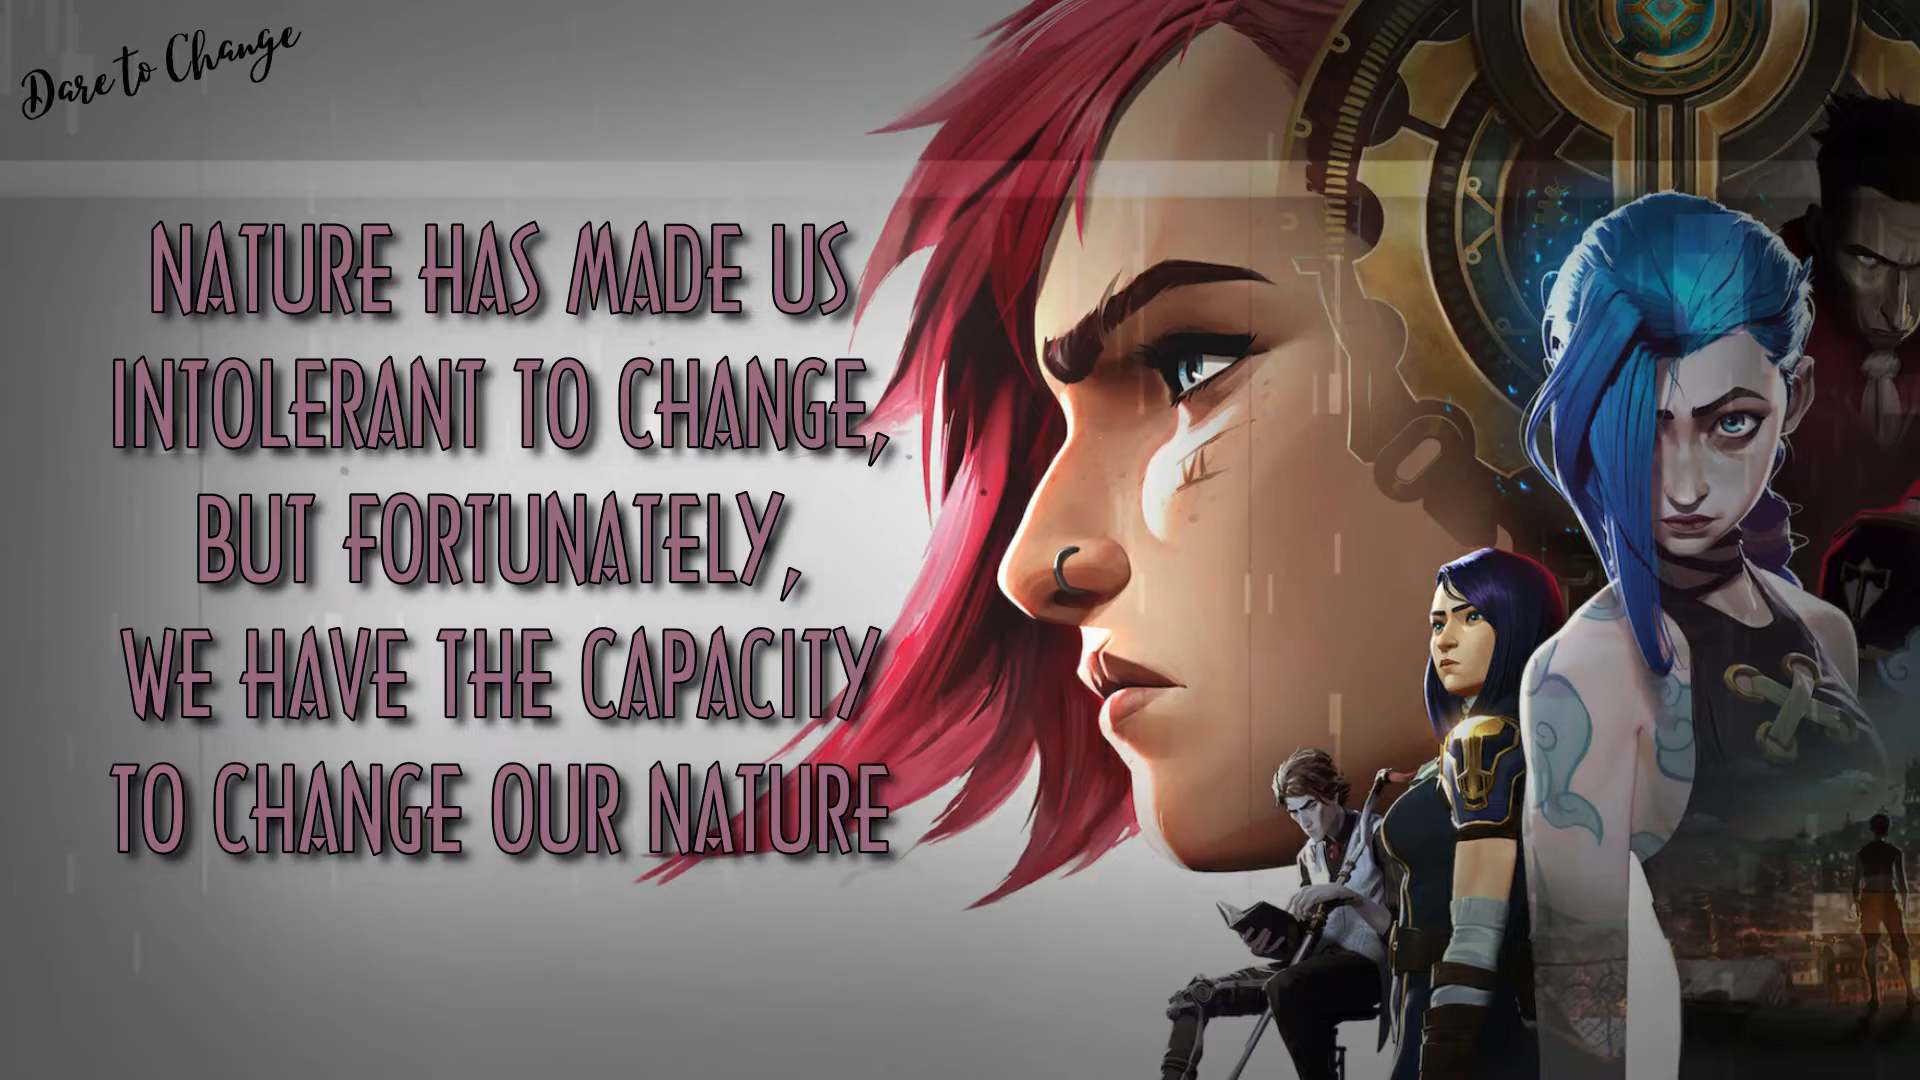 Dare to Change
NATURE HAS MADE US
INTOLERANT TO CHANGE,
BUT FORTUNATELY,
WE HAVE THE CAPACITY
TO CHANGE OUR NATURE
VI